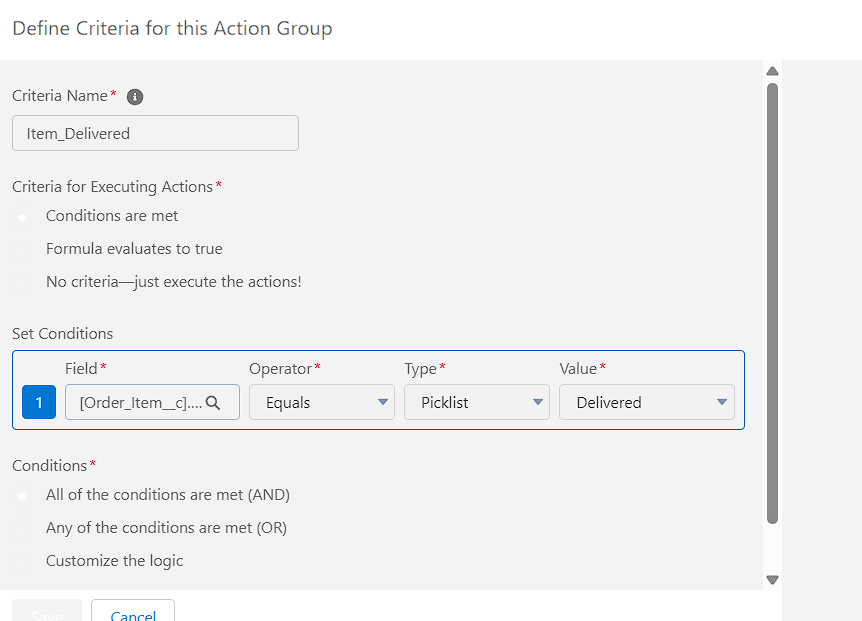 Define Criteria for this Action Group
Criteria Name*
Item_Delivered
Criteria for Executing Actions*
Conditions are met
Formula evaluates to true
No criteria—just execute the actions!
Set Conditions
Field* Operator* Type* Value*
1 [Order_Item__c].... Equals Picklist Delivered
Conditions*
All of the conditions are met (AND)
Any of the conditions are met (OR)
Customize the logic
Save Cancel